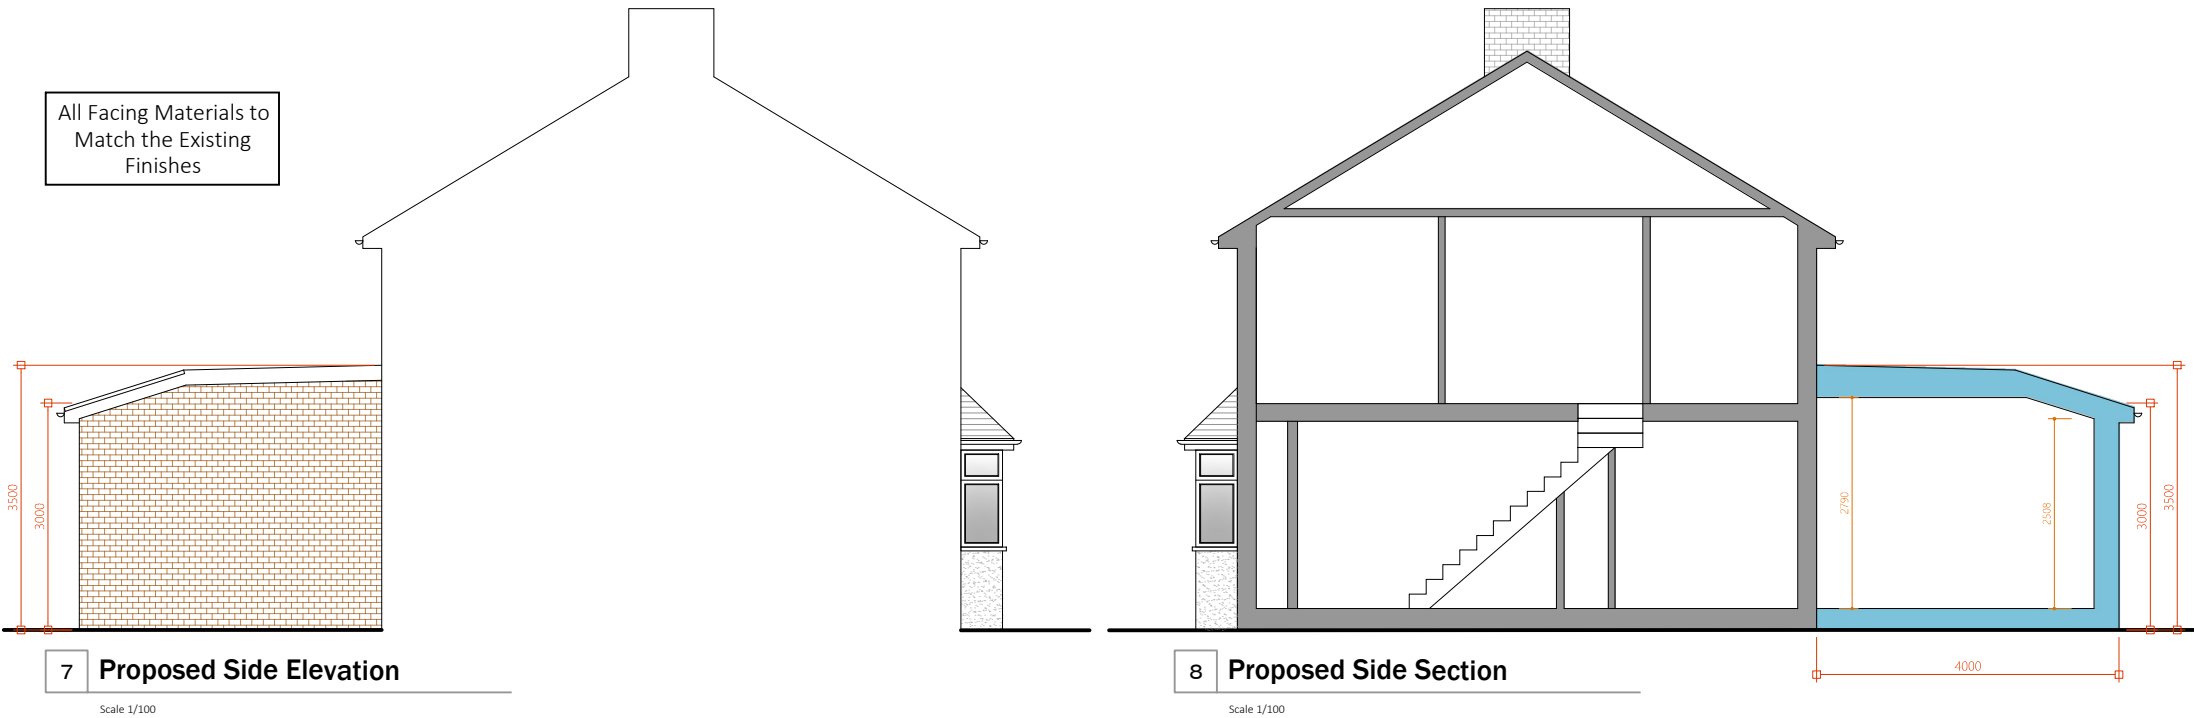 All Facing Materials to
Match the Existing
Finishes
3500
3000
2790
2508
3000
3500
4000
7 Proposed Side Elevation
Scale 1/100
8 Proposed Side Section
Scale 1/100